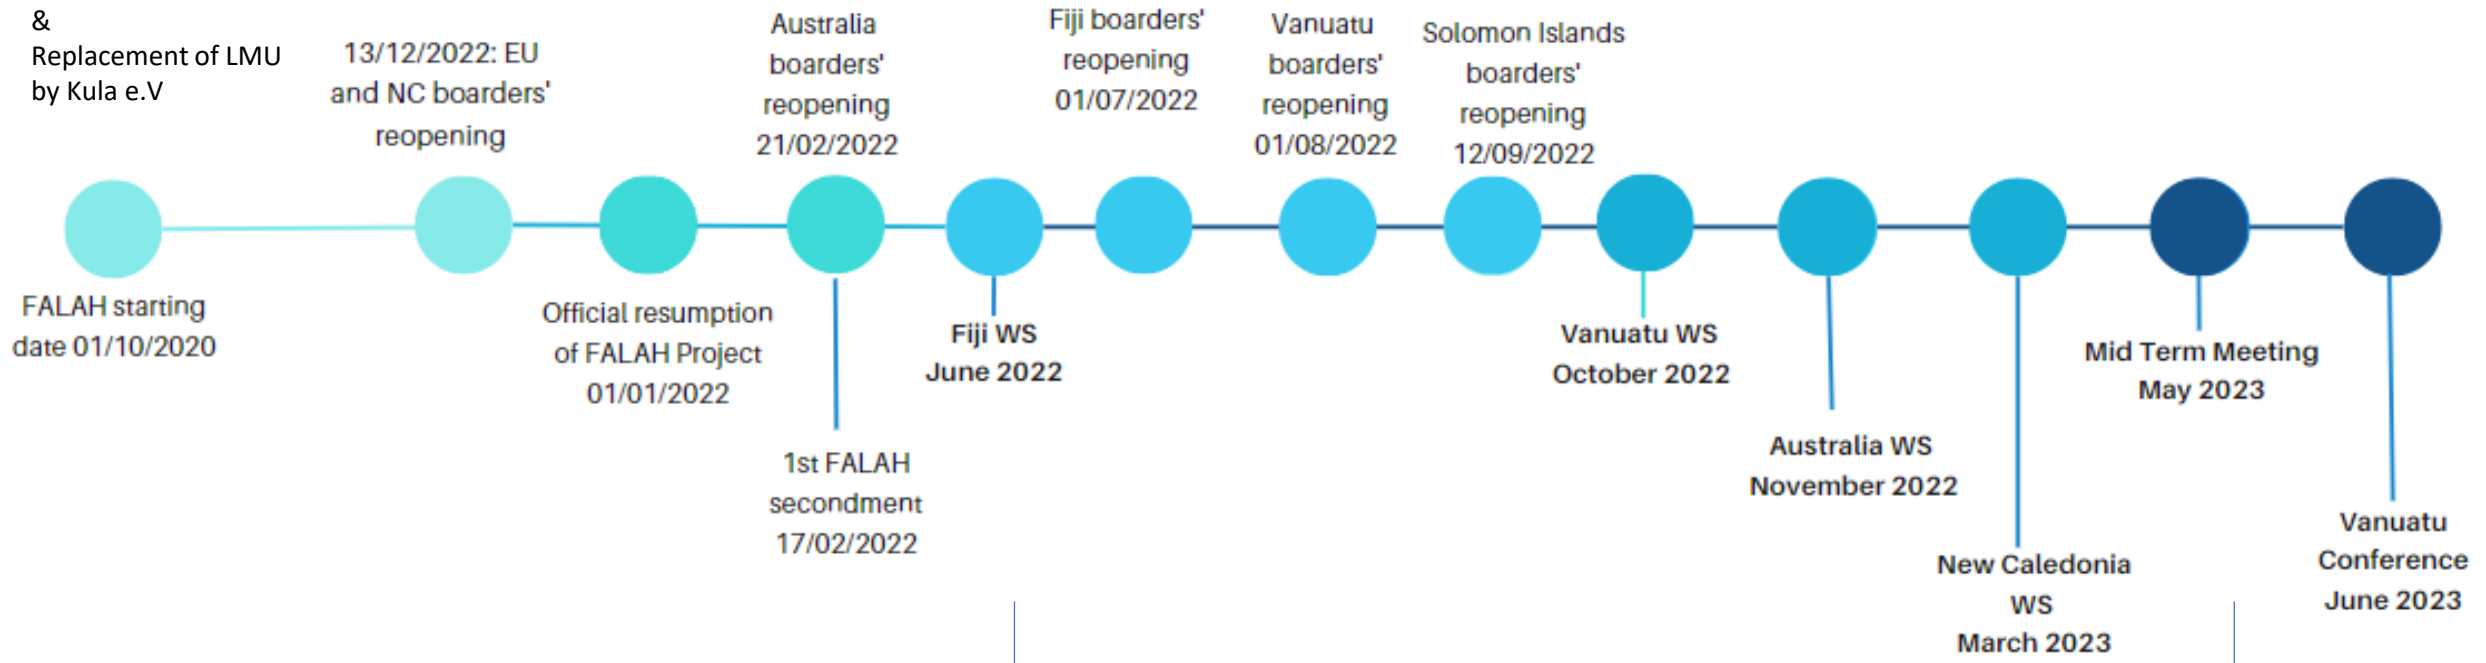 &
Replacement of LMU
by Kula e.V
13/12/2022: EU
and NC boarders'
reopening
Australia
boarders'
reopening
21/02/2022
Fiji boarders'
reopening
01/07/2022
Vanuatu
boarders'
reopening
01/08/2022
Solomon Islands
boarders'
reopening
12/09/2022
FALAH starting
date 01/10/2020
Official resumption
of FALAH Project
01/01/2022
1st FALAH
secondment
17/02/2022
Fiji WS
June 2022
Vanuatu WS
October 2022
Australia WS
November 2022
New Caledonia
WS
March 2023
Mid Term Meeting
May 2023
Vanuatu
Conference
June 2023